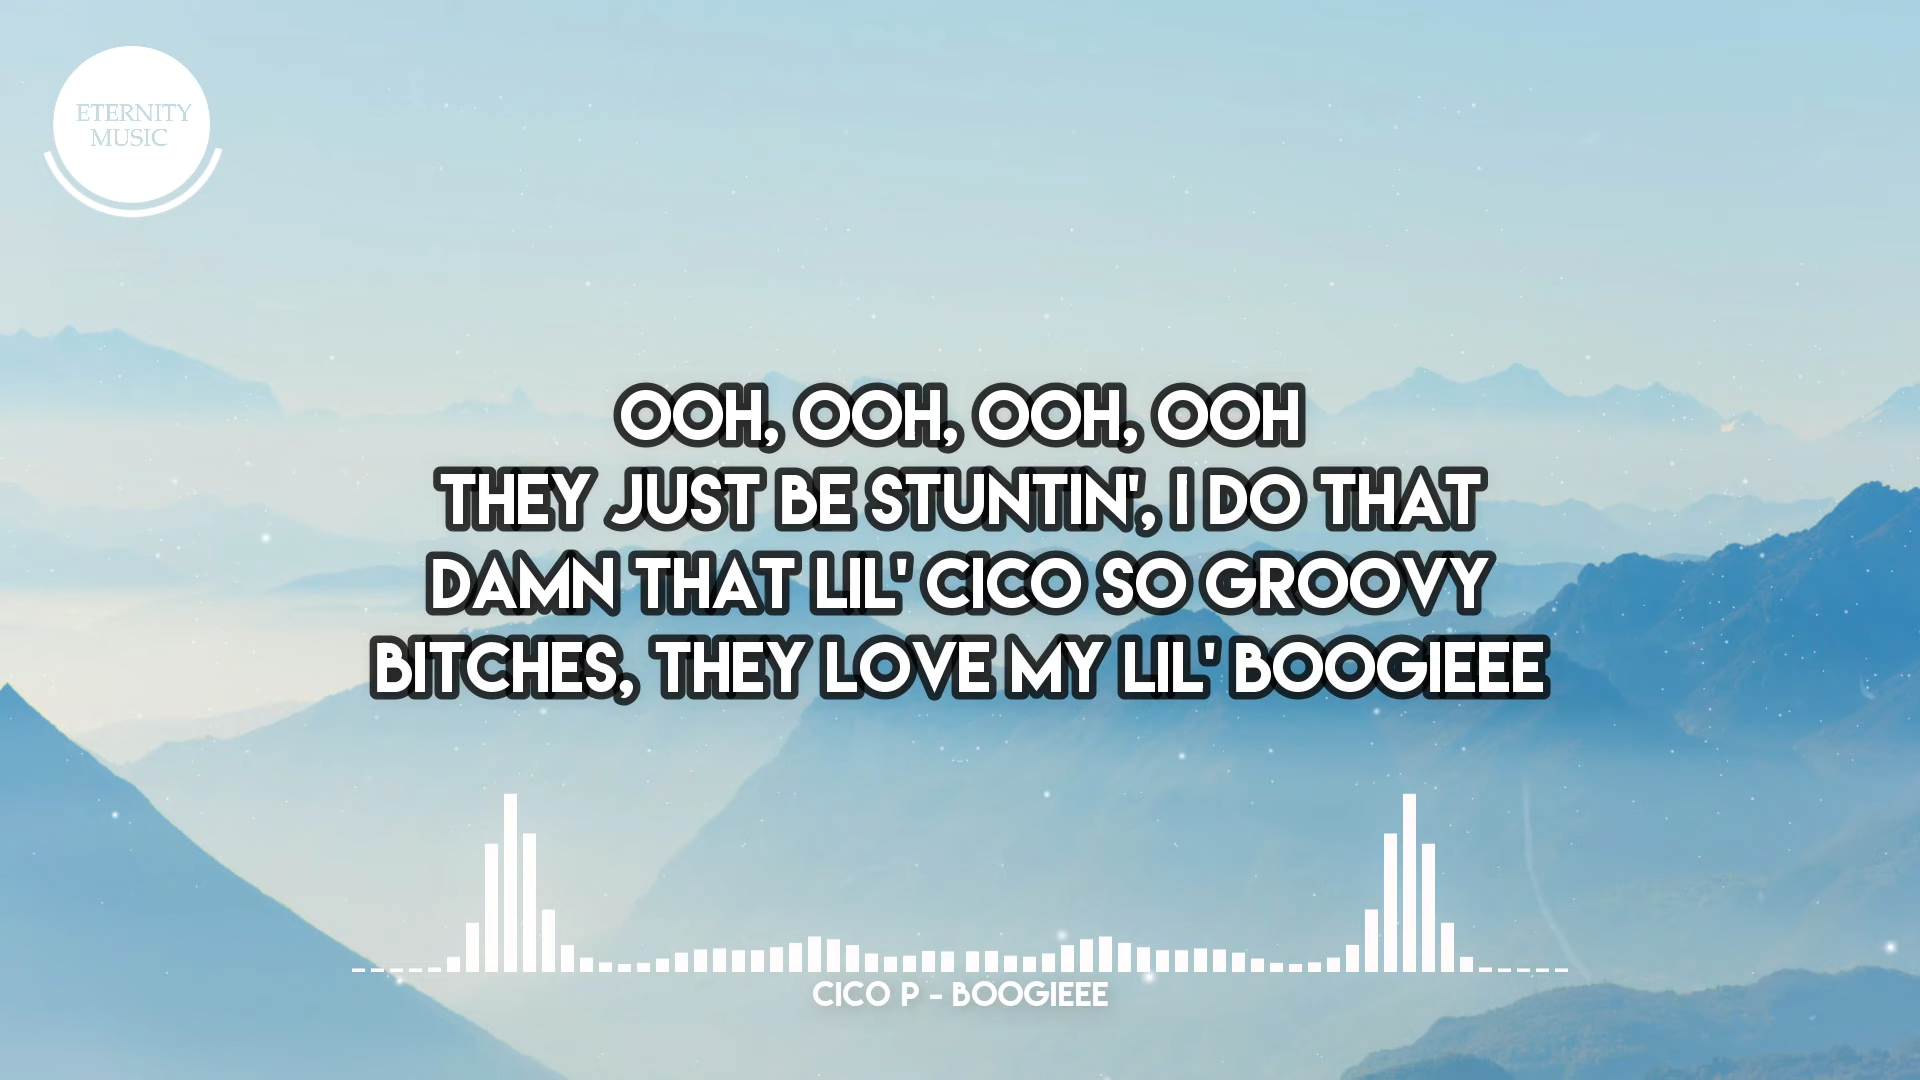 ETERNITY
MUSIC
OOH, OOH, OOH, OOH
THEY JUST BE STUNTIN', I DO THAT
DAMN THAT LIL' CICO SO GROOVY
BITCHES, THEY LOVE MY LIL' BOOGIEEE
CICO P - BOOGIEEE